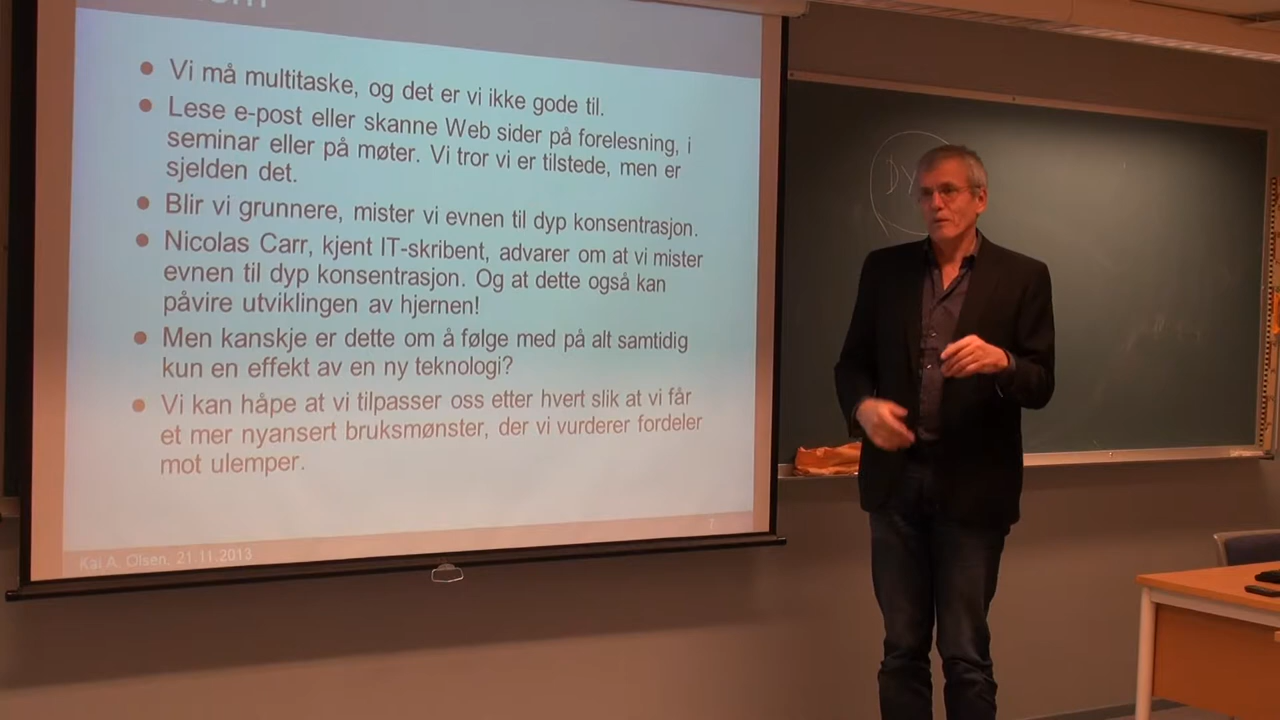 Vi må multitaske, og det er vi ikke gode til.
Lese e-post eller skanne Web sider på forelesning, i
seminar eller på møter. Vi tror vi er tilstede, men er
sjelden det.
Blir vi grunnere, mister vi evnen til dyp konsentrasjon.
Nicolas Carr, kjent IT-skribent, advarer om at vi mister
evnen til dyp konsentrasjon. Og at dette også kan
påvire utviklingen av hjernen!
Men kanskje er dette om å følge med på alt samtidig
kun en effekt av en ny teknologi?
Vi kan håpe at vi tilpasser oss etter hvert slik at vi får
et mer nyansert bruksmønster, der vi vurderer fordeler
mot ulemper.
Kai A. Olsen, 21.11.2013
7